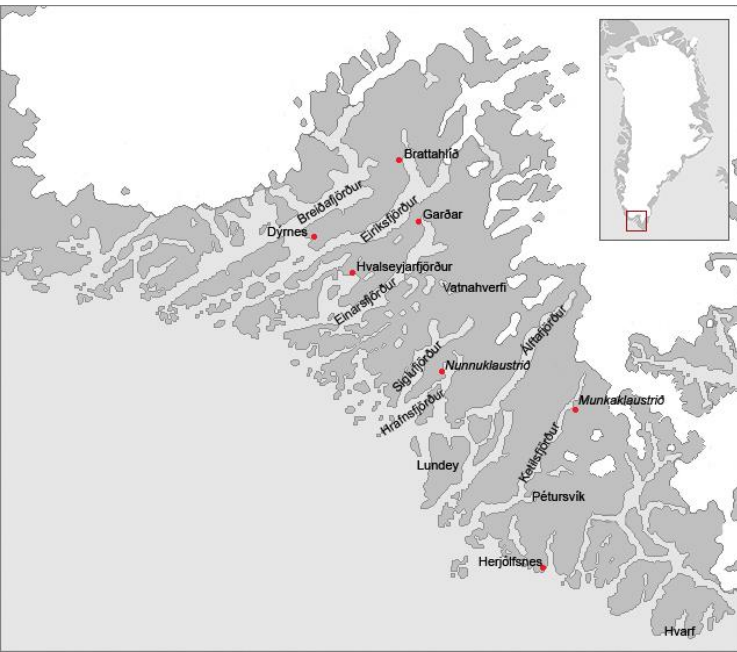 Brattahlíð
Breiðafjörður
Eiríksfjörður
Garðar
Dyrnes
Hvalseyjarfjörður
Vatnahverfi
Einarsfjörður
Álftafjörður
Siglufjörður
Nunnuklaustrið
Hrafnsfjörður
Munkaklaustrið
Ketilsfjörður
Lundey
Pétursvík
Herjólfsnes
Hvarf